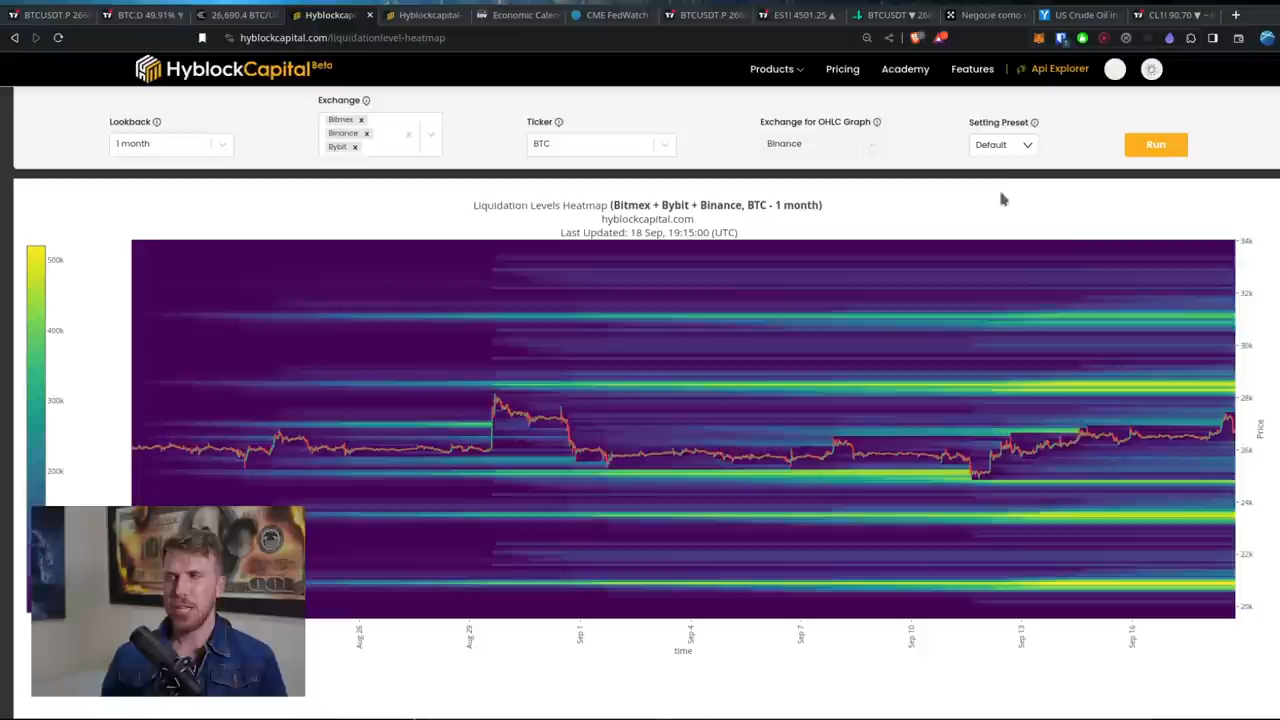 BTCUSDT.P 266
BTC.D 49.91% ▼
26,690.4 BTC/U
Hyblockcap
Hyblockcapital
Economic Calen
CME FedWatch
BTCUSDT.P 266
ES1! 4501.25 ▲
BTCUSDT ▼ 266
Negocie como
US Crude Oil in
CL1! 90.70 ▼ −
hyblockcapital.com/liquidationlevel-heatmap
HyblockCapital Beta
Products
Pricing
Academy
Features
Api Explorer
Lookback
1 month
Exchange
Bitmex x
Binance x
Bybit x
Ticker
BTC
Exchange for OHLC Graph
Binance
Setting Preset
Default
Run
Liquidation Levels Heatmap (Bitmex + Bybit + Binance, BTC - 1 month)
hyblockcapital.com
Last Updated: 18 Sep, 19:15:00 (UTC)
500k
400k
300k
200k
34k
32k
30k
28k
26k
24k
22k
20k
Price
Aug 26
Aug 29
Sep 1
Sep 4
Sep 7
Sep 10
Sep 13
Sep 16
time